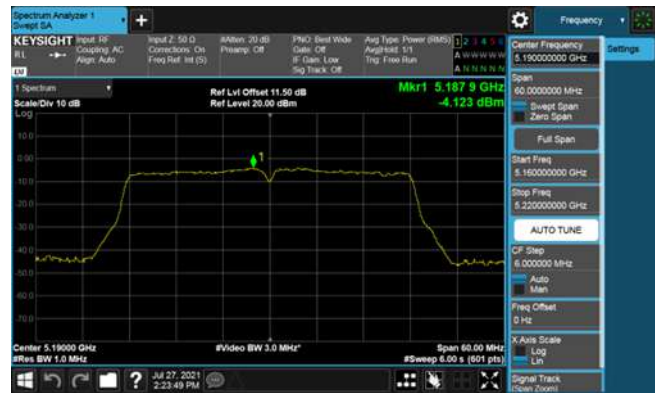 Spectrum Analyzer 1
Swept SA
+
Frequency
KEYSIGHT
RL
Input: RF
Coupling: AC
Align: Auto
Input Z: 50 Ω
Corrections: On
Freq Ref: Int (S)
#Atten: 20 dB
Preamp: Off
PNO: Best Wide
Gate: Off
IF Gain: Low
Sig Track: Off
Avg Type: Power (RMS)
Avg|Hold: 1/1
Trig: Free Run
1 2 3 4 5 6
A W W W W W
A N N N N N
LXI
1 Spectrum
Scale/Div 10 dB
Ref Lvl Offset 11.50 dB
Ref Level 20.00 dBm
Mkr1 5.187 9 GHz
-4.123 dBm
Log
10.0
0.00
-10.0
-20.0
-30.0
-40.0
-50.0
-60.0
-70.0
1
Center 5.19000 GHz
#Res BW 1.0 MHz
#Video BW 3.0 MHz*
Span 60.00 MHz
#Sweep 6.00 s (601 pts)
Jul 27, 2021
2:23:49 PM
?
Center Frequency
5.190000000 GHz
Settings
Span
60.0000000 MHz
Swept Span
Zero Span
Full Span
Start Freq
5.160000000 GHz
Stop Freq
5.220000000 GHz
AUTO TUNE
CF Step
6.000000 MHz
Auto
Man
Freq Offset
0 Hz
X Axis Scale
Log
Lin
Signal Track
(Span Zoom)